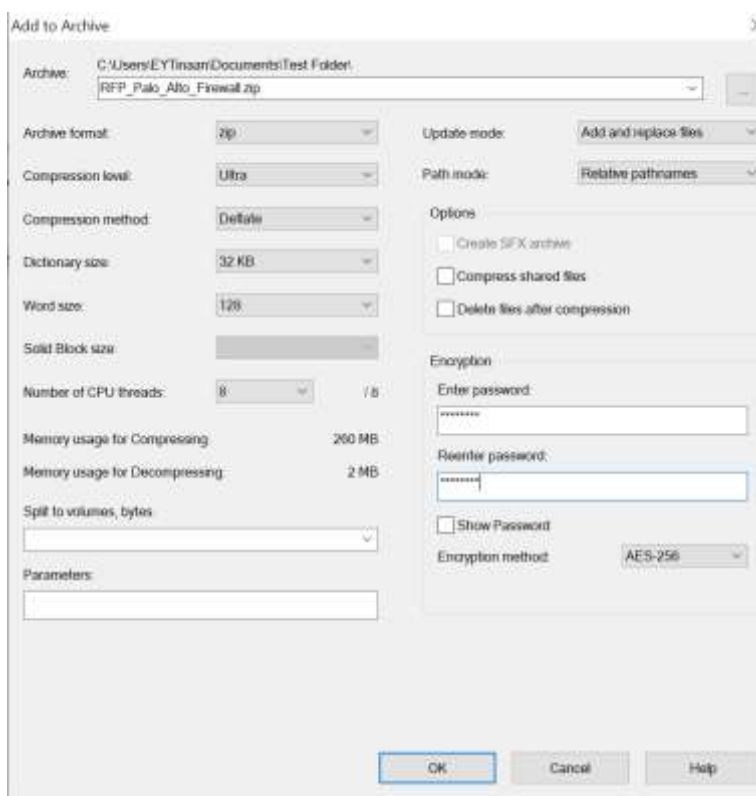 Add to Archive
Archive:
C:\Users\EYTinaan\Documents\Test Folder\
RFP_Palo_Alto_Firewall.zip
...
Archive format:
zip
Compression level:
Ultra
Compression method:
Deflate
Dictionary size:
32 KB
Word size:
128
Solid Block size:
Number of CPU threads:
8
/ 8
Memory usage for Compressing:
260 MB
Memory usage for Decompressing:
2 MB
Split to volumes, bytes:
Parameters:
Update mode:
Add and replace files
Path mode:
Relative pathnames
Options
Create SFX archive
Compress shared files
Delete files after compression
Encryption
Enter password:
********
Reenter password:
********
Show Password
Encryption method:
AES-256
OK
Cancel
Help